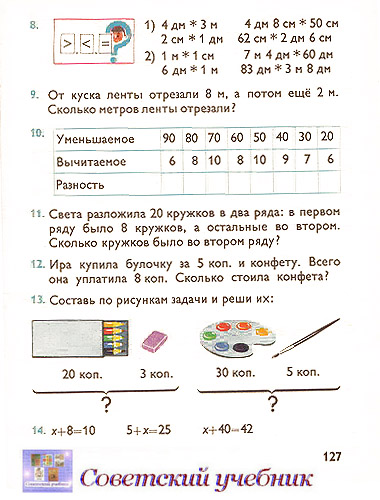 8. > < = ? 1) 4 дм * 3 м 4 дм 8 см * 50 см
2 см * 1 дм 62 см * 2 дм 6 см
2) 1 м * 1 см 7 м 4 дм * 60 дм
6 дм * 1 м 83 дм * 3 м 8 дм
9. От куска ленты отрезали 8 м, а потом ещё 2 м.
Сколько метров ленты отрезали?
10. Уменьшаемое 90 80 70 60 50 40 30 20
Вычитаемое 6 8 10 8 10 9 7 6
Разность
11. Света разложила 20 кружков в два ряда: в первом
ряду было 8 кружков, а остальные во втором.
Сколько кружков было во втором ряду?
12. Ира купила булочку за 5 коп. и конфету. Всего
она уплатила 8 коп. Сколько стоила конфета?
13. Составь по рисункам задачи и реши их:
20 коп. 3 коп. 30 коп. 5 коп.
? ?
14. x+8=10 5+x=25 x+40=42
127
Советский учебник